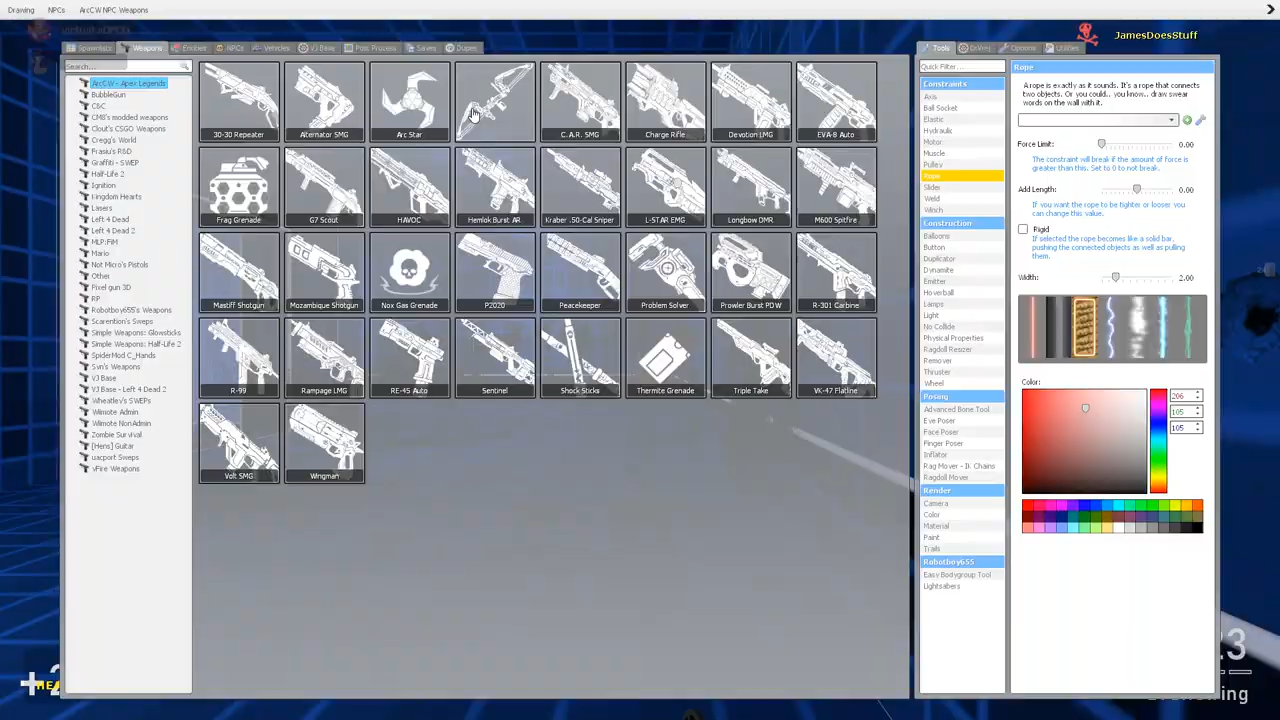 Drawing NPCs ArcCW NPC Weapons
JamesDoesStuff
Spawnlists Weapons Entities NPCs Vehicles VJ Base Post Process Saves Dupes
Search...
ArcCW - Apex Legends
BubbleGun
C&C
CM8's modded weapons
Clout's CSGO Weapons
Cregg's World
Frasiu's R&D
Graffiti - SWEP
Half-Life 2
Ignition
Kingdom Hearts
Lasers
Left 4 Dead
Left 4 Dead 2
MLP:FiM
Mario
Not Micro's Pistols
Other
Pixel gun 3D
RP
Robotboy655's Weapons
Scarention's Sweps
Simple Weapons: Glowsticks
Simple Weapons: Half-Life 2
SpiderMod C_Hands
Svn's Weapons
VJ Base
VJ Base - Left 4 Dead 2
Wheatlev's SWEPs
Wiimote Admin
Wiimote NonAdmin
Zombie Survival
[Hens] Guitar
uacport Sweps
vFire Weapons
30-30 Repeater Alternator SMG Arc Star C.A.R. SMG Charge Rifle Devotion LMG EVA-8 Auto
Frag Grenade G7 Scout HAVOC Hemlok Burst AR Kraber .50-Cal Sniper L-STAR EMG Longbow DMR M600 Spitfire
Mastiff Shotgun Mozambique Shotgun Nox Gas Grenade P2020 Peacekeeper Problem Solver Prowler Burst PDW R-301 Carbine
R-99 Rampage LMG RE-45 Auto Sentinel Shock Sticks Thermite Grenade Triple Take VK-47 Flatline
Volt SMG Wingman
Tools Options Utilities
Quick Filter...
Constraints
Axis
Ball Socket
Elastic
Hydraulic
Motor
Muscle
Pulley
Rope
Slider
Weld
Winch
Construction
Balloons
Button
Duplicator
Dynamite
Emitter
Hoverball
Lamps
Light
No Collide
Physical Properties
Ragdoll Resizer
Remover
Thruster
Wheel
Posing
Advanced Bone Tool
Eye Poser
Face Poser
Finger Poser
Inflator
Rag Mover - IK Chains
Ragdoll Mover
Render
Camera
Color
Material
Paint
Trails
Robotboy655
Easy Bodygroup Tool
Lightsabers
Rope
A rope is exactly as it sounds. It's a rope that connects
two objects. Or you could.. you know.. draw swear
words on the wall with it.
Force Limit: 0.00
The constraint will break if the amount of force is
greater than this. Set to 0 to not break.
Add Length: 0.00
If you want the rope to be tighter or looser you
can change this value.
Rigid
If selected the rope becomes like a solid bar,
pushing the connected objects as well as pulling
them.
Width: 2.00
Color:
206
105
105